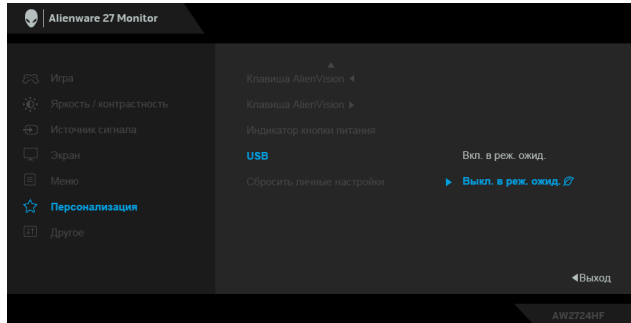 Alienware 27 Monitor
Игра
Яркость / контрастность
Источник сигнала
Экран
Меню
Персонализация
Другое
Клавиша AlienVision
Клавиша AlienVision
Индикатор кнопки питания
USB
Сбросить личные настройки
Вкл. в реж. ожид.
Выкл. в реж. ожид.
Выход
AW2724HF